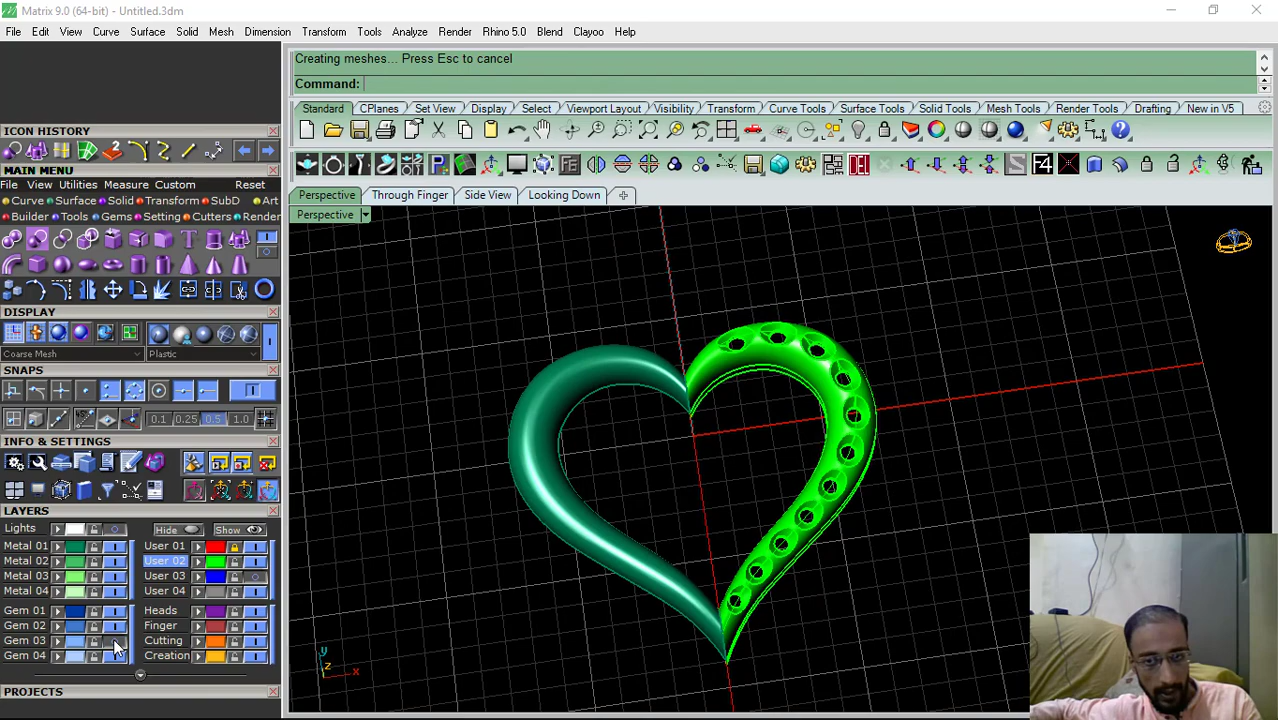 Matrix 9.0 (64-bit) - Untitled.3dm
File Edit View Curve Surface Solid Mesh Dimension Transform Tools Analyze Render Rhino 5.0 Blend Clayoo Help
Creating meshes... Press Esc to cancel
Command:
Standard CPlanes Set View Display Select Viewport Layout Visibility Transform Curve Tools Surface Tools Solid Tools Mesh Tools Render Tools Drafting New in V5
ICON HISTORY
MAIN MENU
File View Utilities Measure Custom Reset
Curve Surface Solid Transform SubD Art
Builder Tools Gems Setting Cutters Render
F4
DEL
Perspective Through Finger Side View Looking Down
Perspective
DISPLAY
Coarse Mesh Plastic
SNAPS
0.1 0.25 0.5 1.0
INFO & SETTINGS
LAYERS
Lights Hide Show
Metal 01 User 01
Metal 02 User 02
Metal 03 User 03
Metal 04 User 04
Gem 01 Heads
Gem 02 Finger
Gem 03 Cutting
Gem 04 Creation
PROJECTS
y
z
x